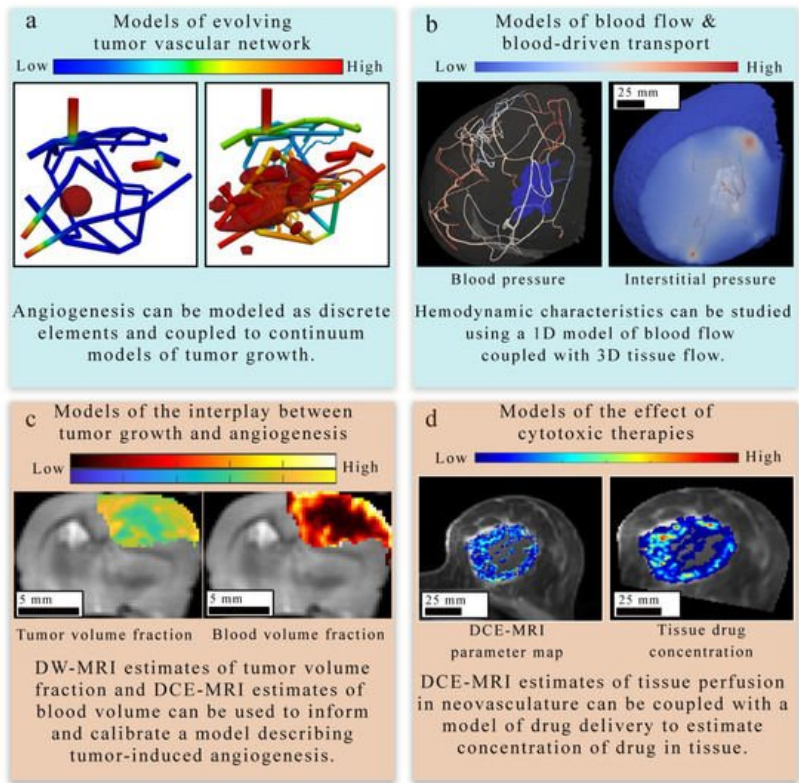 a
Models of evolving
tumor vascular network
Low
High
Angiogenesis can be modeled as discrete
elements and coupled to continuum
models of tumor growth.
b
Models of blood flow &
blood-driven transport
Low
High
25 mm
Blood pressure
Interstitial pressure
Hemodynamic characteristics can be studied
using a 1D model of blood flow
coupled with 3D tissue flow.
c
Models of the interplay between
tumor growth and angiogenesis
Low
High
5 mm
5 mm
Tumor volume fraction
Blood volume fraction
DW-MRI estimates of tumor volume
fraction and DCE-MRI estimates of
blood volume can be used to inform
and calibrate a model describing
tumor-induced angiogenesis.
d
Models of the effect of
cytotoxic therapies
Low
High
25 mm
25 mm
DCE-MRI
parameter map
Tissue drug
concentration
DCE-MRI estimates of tissue perfusion
in neovasculature can be coupled with a
model of drug delivery to estimate
concentration of drug in tissue.